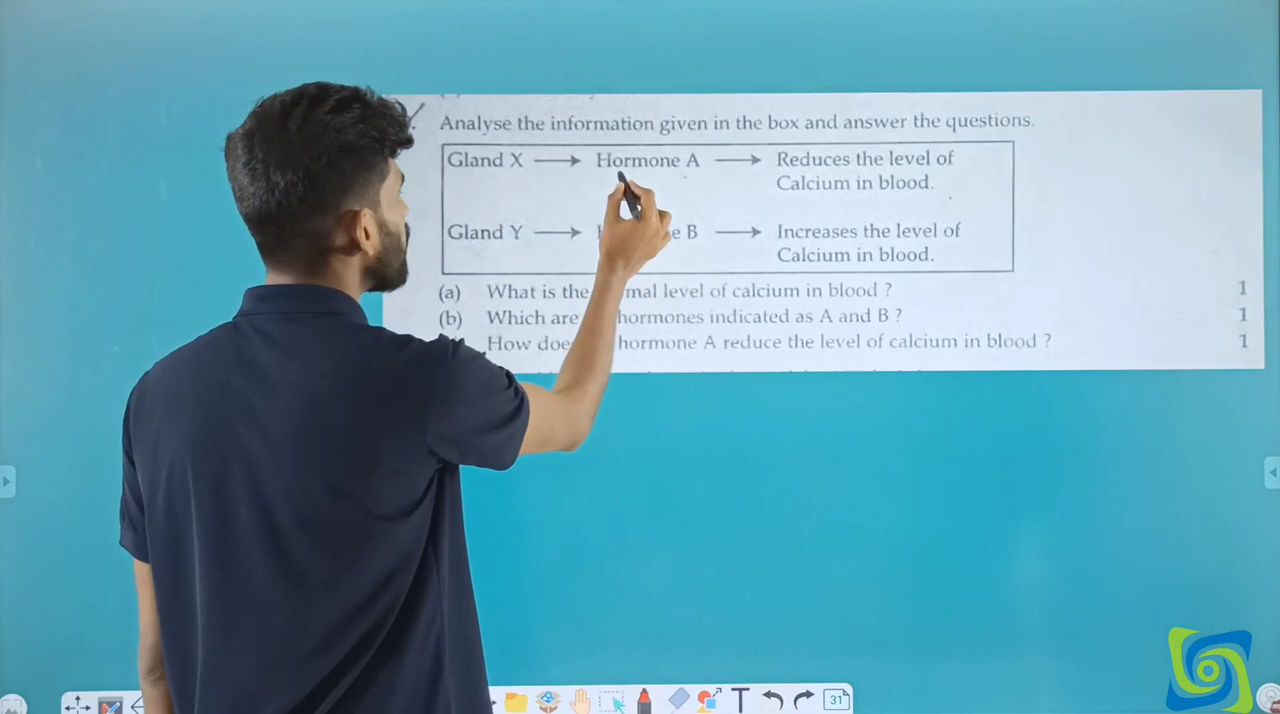 Analyse the information given in the box and answer the questions.
Gland X → Hormone A → Reduces the level of
Calcium in blood.
Gland Y → B → Increases the level of
Calcium in blood.
(a) What is the level of calcium in blood ? 1
(b) Which are hormones indicated as A and B ? 1
How hormone A reduce the level of calcium in blood ? 1
T
31